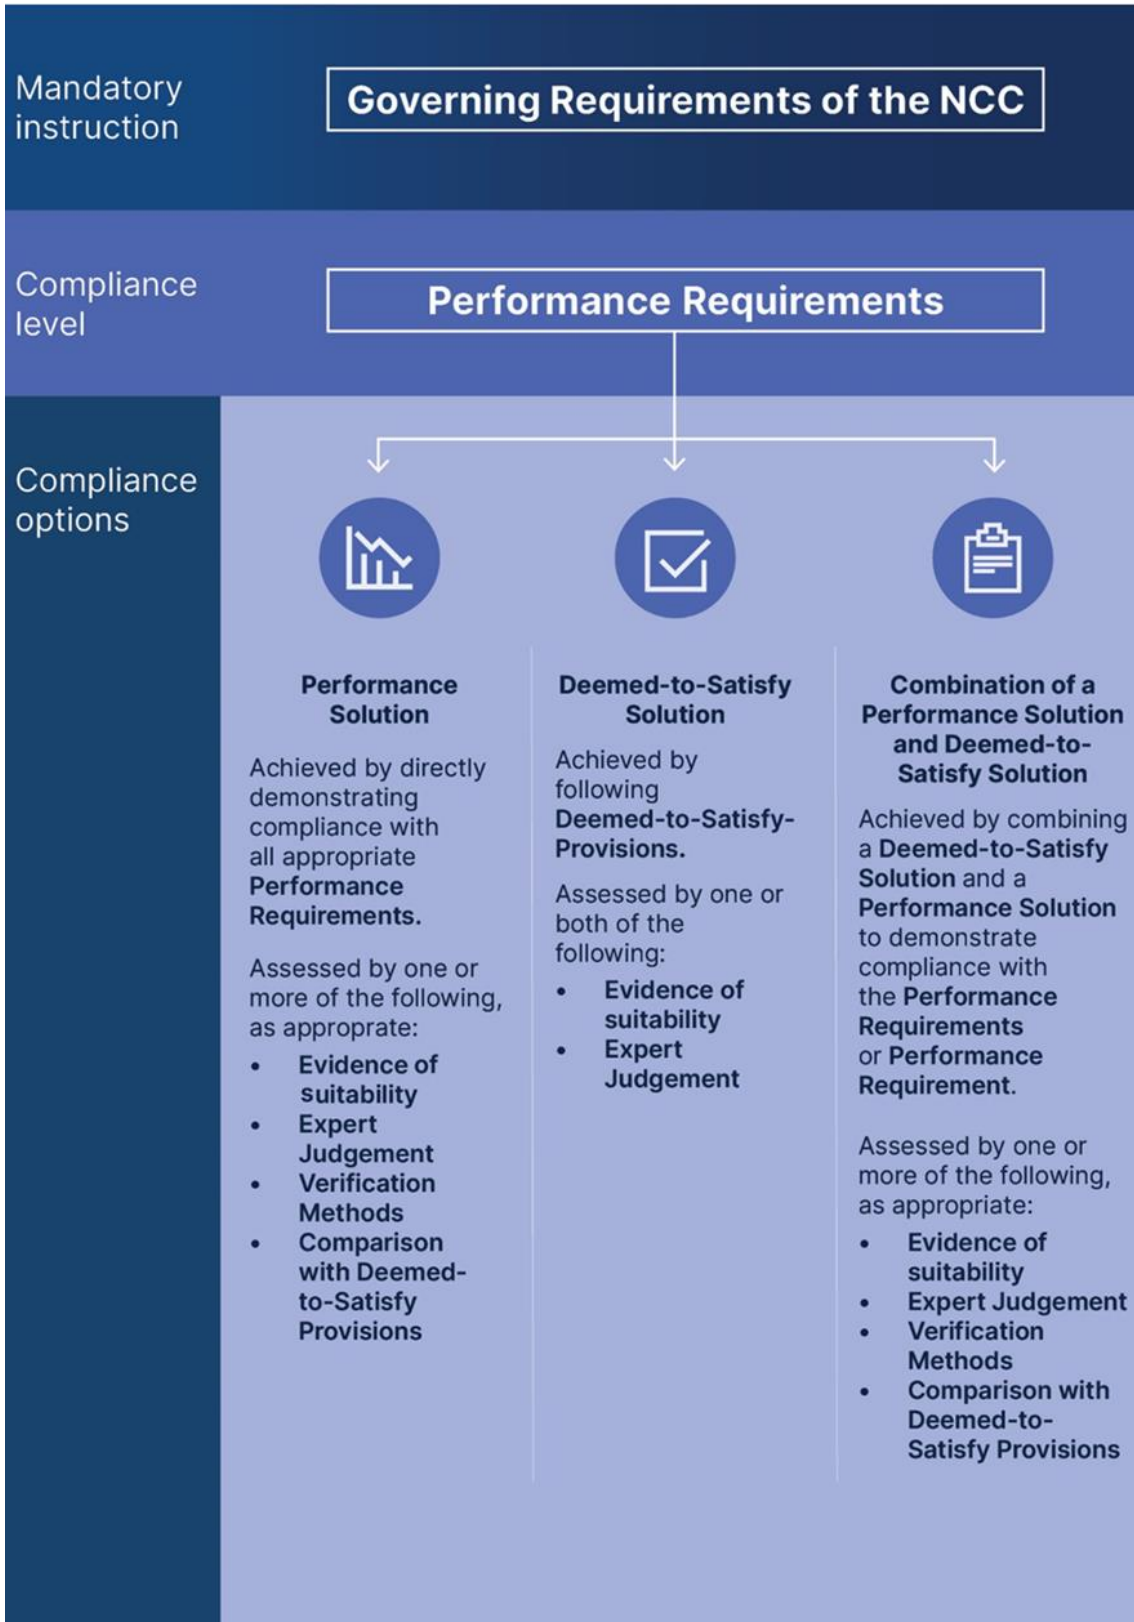 Mandatory
instruction
Governing Requirements of the NCC
Compliance
level
Performance Requirements
Compliance
options
Performance
Solution
Achieved by directly
demonstrating
compliance with
all appropriate
Performance
Requirements.
Assessed by one or
more of the following,
as approprate:
• Evidence of
suitability
• Expert
Judgement
• Verification
Methods
• Comparison
with Deemed-
to-Satisfy
Provisions
Deemed-to-Satisfy
Solution
Achieved by
following
Deemed-to-Satisfy-
Provisions.
Assessed by one or
both of the
following:
• Evidence of
suitability
• Expert
Judgement
Combination of a
Performance Solution
and Deemed-to-
Satisfy Solution
Achieved by combining
a Deemed-to-Satisfy
Solution and a
Performance Solution
to demonstrate
compliance with
the Performance
Requirements
or Performance
Requirement.
Assessed by one or
more of the following,
as appropriate:
• Evidence of
suitability
• Expert Judgement
• Verification
Methods
• Comparison with
Deemed-to-
Satisfy Provisions